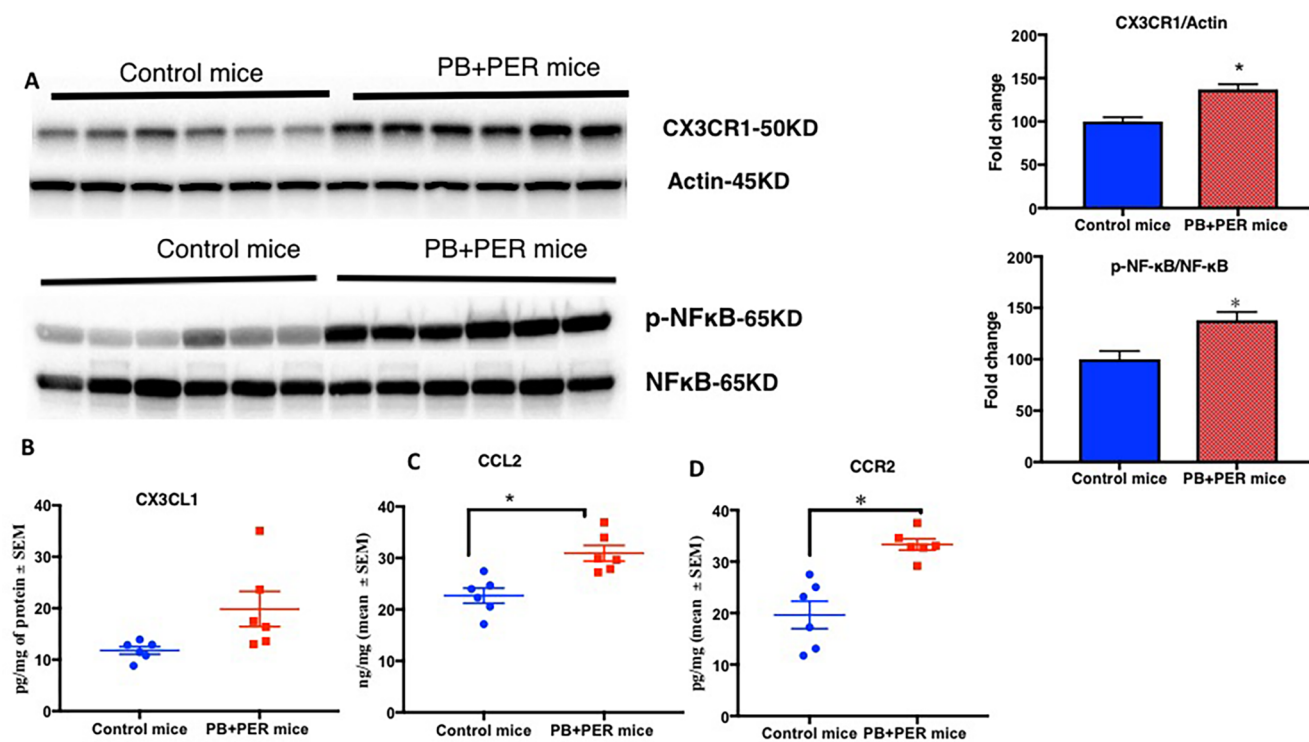 A
Control mice
PB+PER mice
CX3CR1-50KD
Actin-45KD
Control mice
PB+PER mice
p-NFκB-65KD
NFκB-65KD
CX3CR1/Actin
Fold change
200
150
100
50
0
*
Control mice
PB+PER mice
p-NF-κB/NF-κB
Fold change
200
150
100
50
0
*
Control mice
PB+PER mice
B
CX3CL1
pg/mg of protein ± SEM
40
30
20
10
0
Control mice
PB+PER mice
C
CCL2
ng/mg (mean ± SEM)
40
30
20
10
0
*
Control mice
PB+PER mice
D
CCR2
pg/mg (mean ± SEM)
40
30
20
10
0
*
Control mice
PB+PER mice